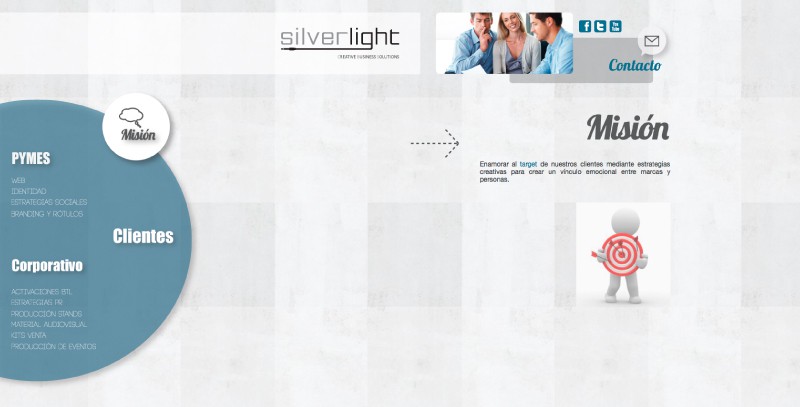 silverlight
CREATIVE BUSINESS SOLUTIONS
Contacto
Misión
PYMES
WEB
IDENTIDAD
ESTRATEGIAS SOCIALES
BRANDING Y ROTULOS
Clientes
Corporativo
ACTIVACIONES BTL
ESTRATEGIAS PR
PRODUCCIÓN STANDS
MATERIAL AUDIOVISUAL
KITS VENTA
PRODUCCIÓN DE EVENTOS
Misión
Enamorar al target de nuestros clientes mediante estrategias
creativas para crear un vínculo emocional entre marcas y
personas.